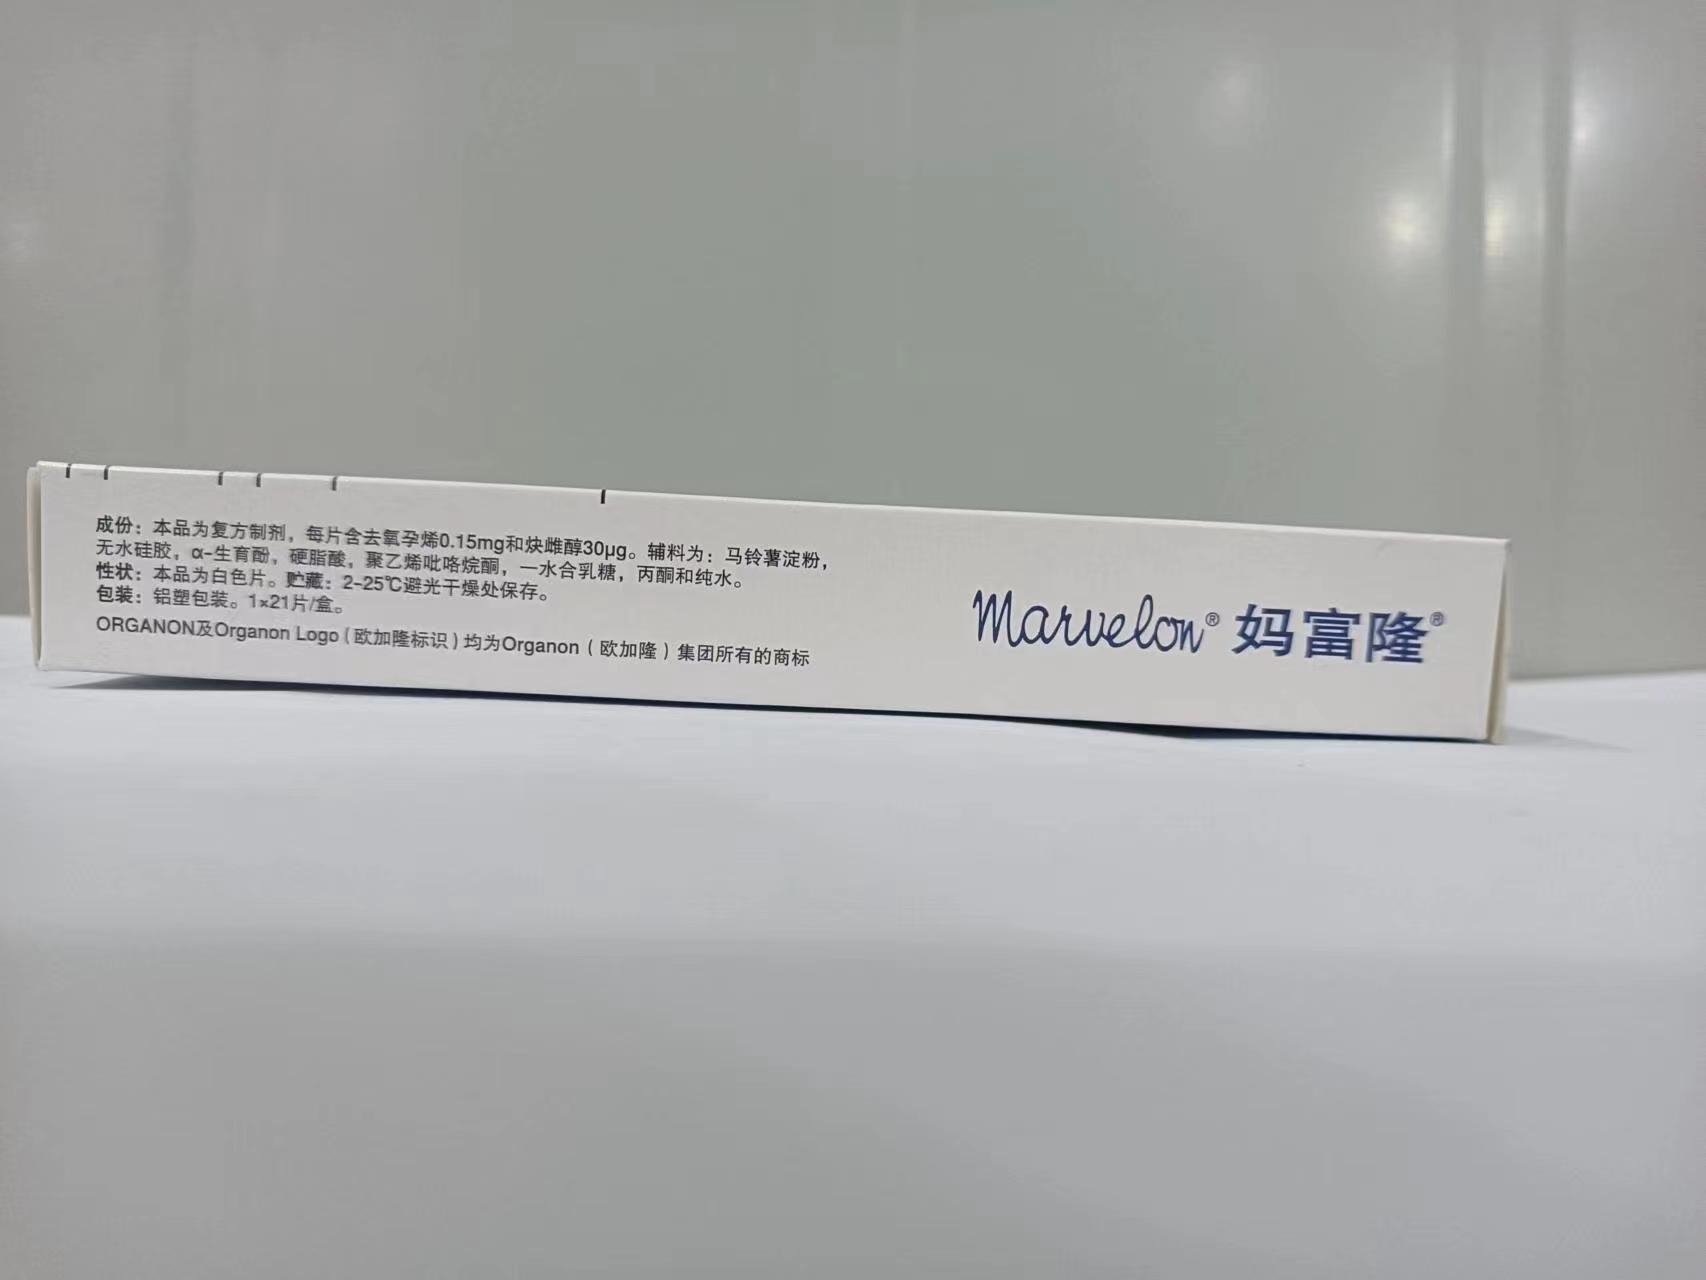 成份：本品为复方制剂，每片含去氧孕烯0.15mg和炔雌醇30μg。辅料为：马铃薯淀粉，
无水硅胶，α-生育酚，硬脂酸，聚乙烯吡咯烷酮，一水合乳糖，丙酮和纯水。
性状：本品为白色片。贮藏：2-25℃避光干燥处保存。
包装：铝塑包装。1×21片/盒。
ORGANON及Organon Logo（欧加隆标识）均为Organon（欧加隆）集团所有的商标
Marvelon® 妈富隆®